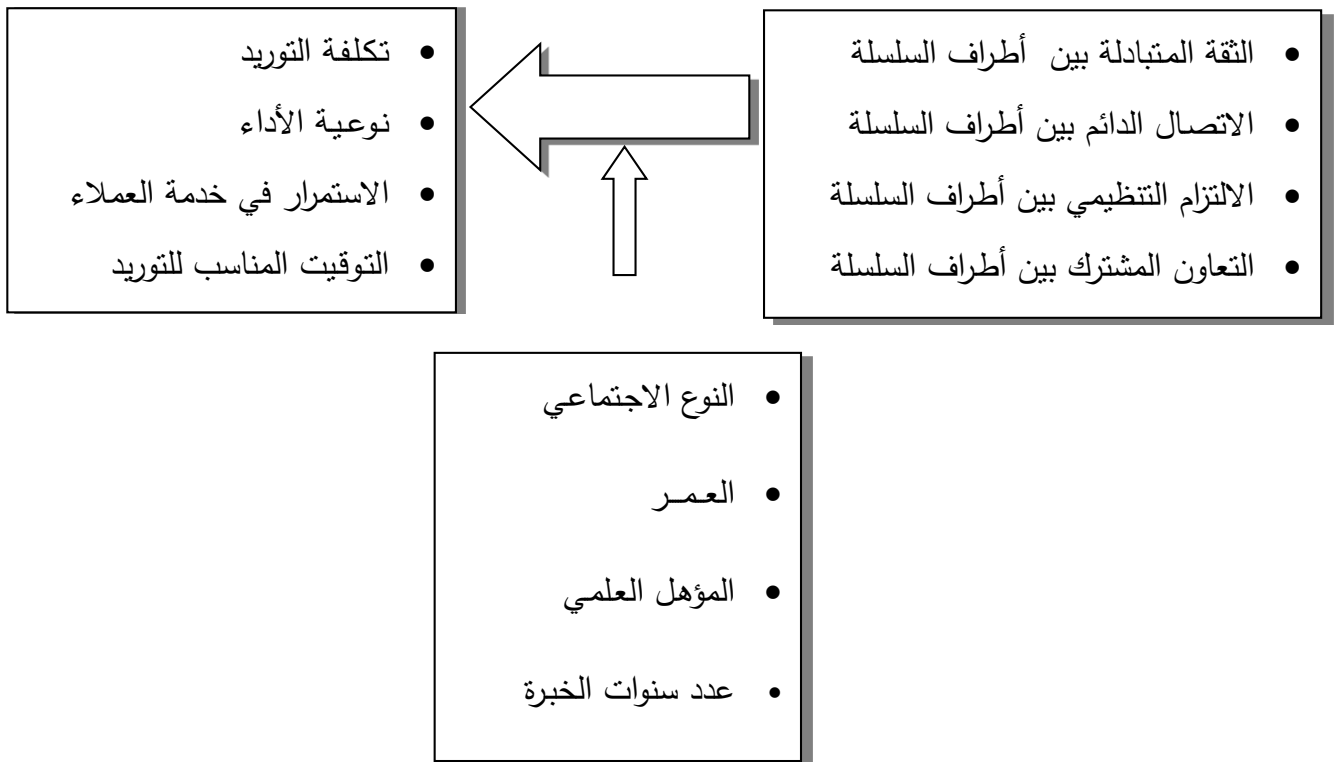 • الثقة المتبادلة بين أطراف السلسلة
• الاتصال الدائم بين أطراف السلسلة
• الالتزام التنظيمي بين أطراف السلسلة
• التعاون المشترك بين أطراف السلسلة
• تكلفة التوريد
• نوعية الأداء
• الاستمرار في خدمة العملاء
• التوقيت المناسب للتوريد
• النوع الاجتماعي
• العمـر
• المؤهل العلمي
• عدد سنوات الخبرة